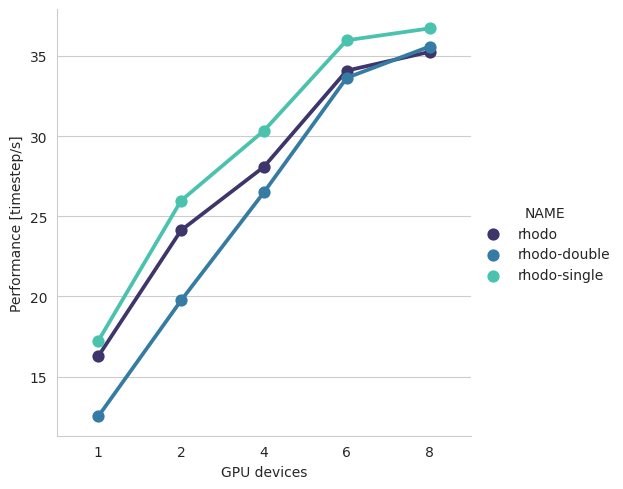 Performance [timestep/s]
35
30
25
20
15
1 2 4 6 8
GPU devices
NAME
rhodo
rhodo-double
rhodo-single